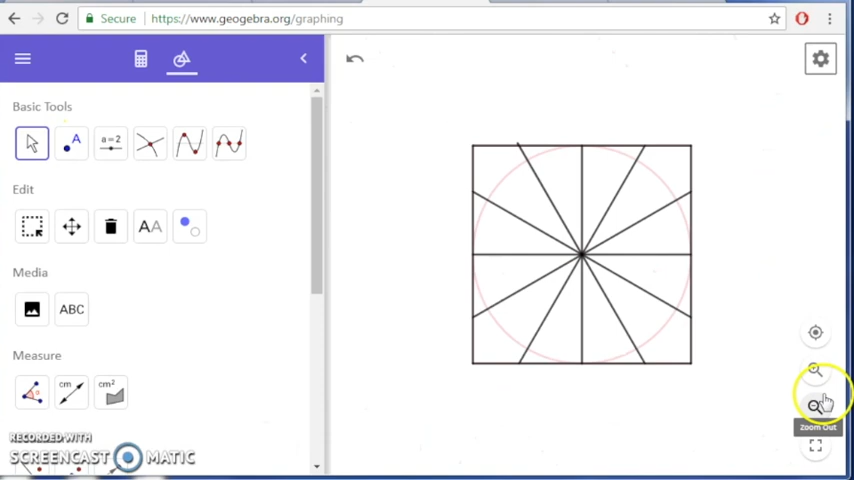 Secure https://www.geogebra.org/graphing
Basic Tools
A
a=2
Edit
AA
Media
ABC
Measure
cm
cm²
Zoom Out
RECORDED WITH
SCREENCAST MATIC